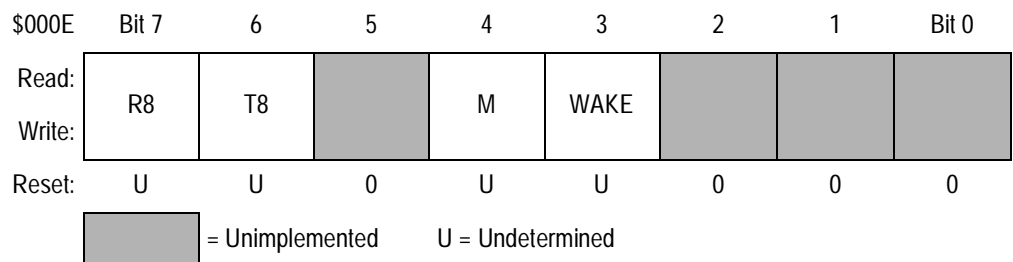 $000E Bit 7 6 5 4 3 2 1 Bit 0
Read:
R8 T8 M WAKE
Write:
Reset: U U 0 U U 0 0 0
= Unimplemented U = Undetermined